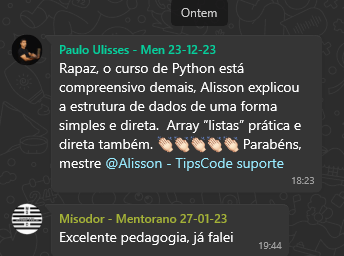 Ontem
Paulo Ulisses - Men 23-12-23
Rapaz, o curso de Python está
compreensivo demais, Alisson explicou
a estrutura de dados de uma forma
simples e direta.  Array "listas" prática e
direta também. 👏🏻👏🏻👏🏻👏🏻👏🏻 Parabéns,
mestre @Alisson - TipsCode suporte
18:23
Misodor - Mentorano 27-01-23
Excelente pedagogia, já falei
19:44